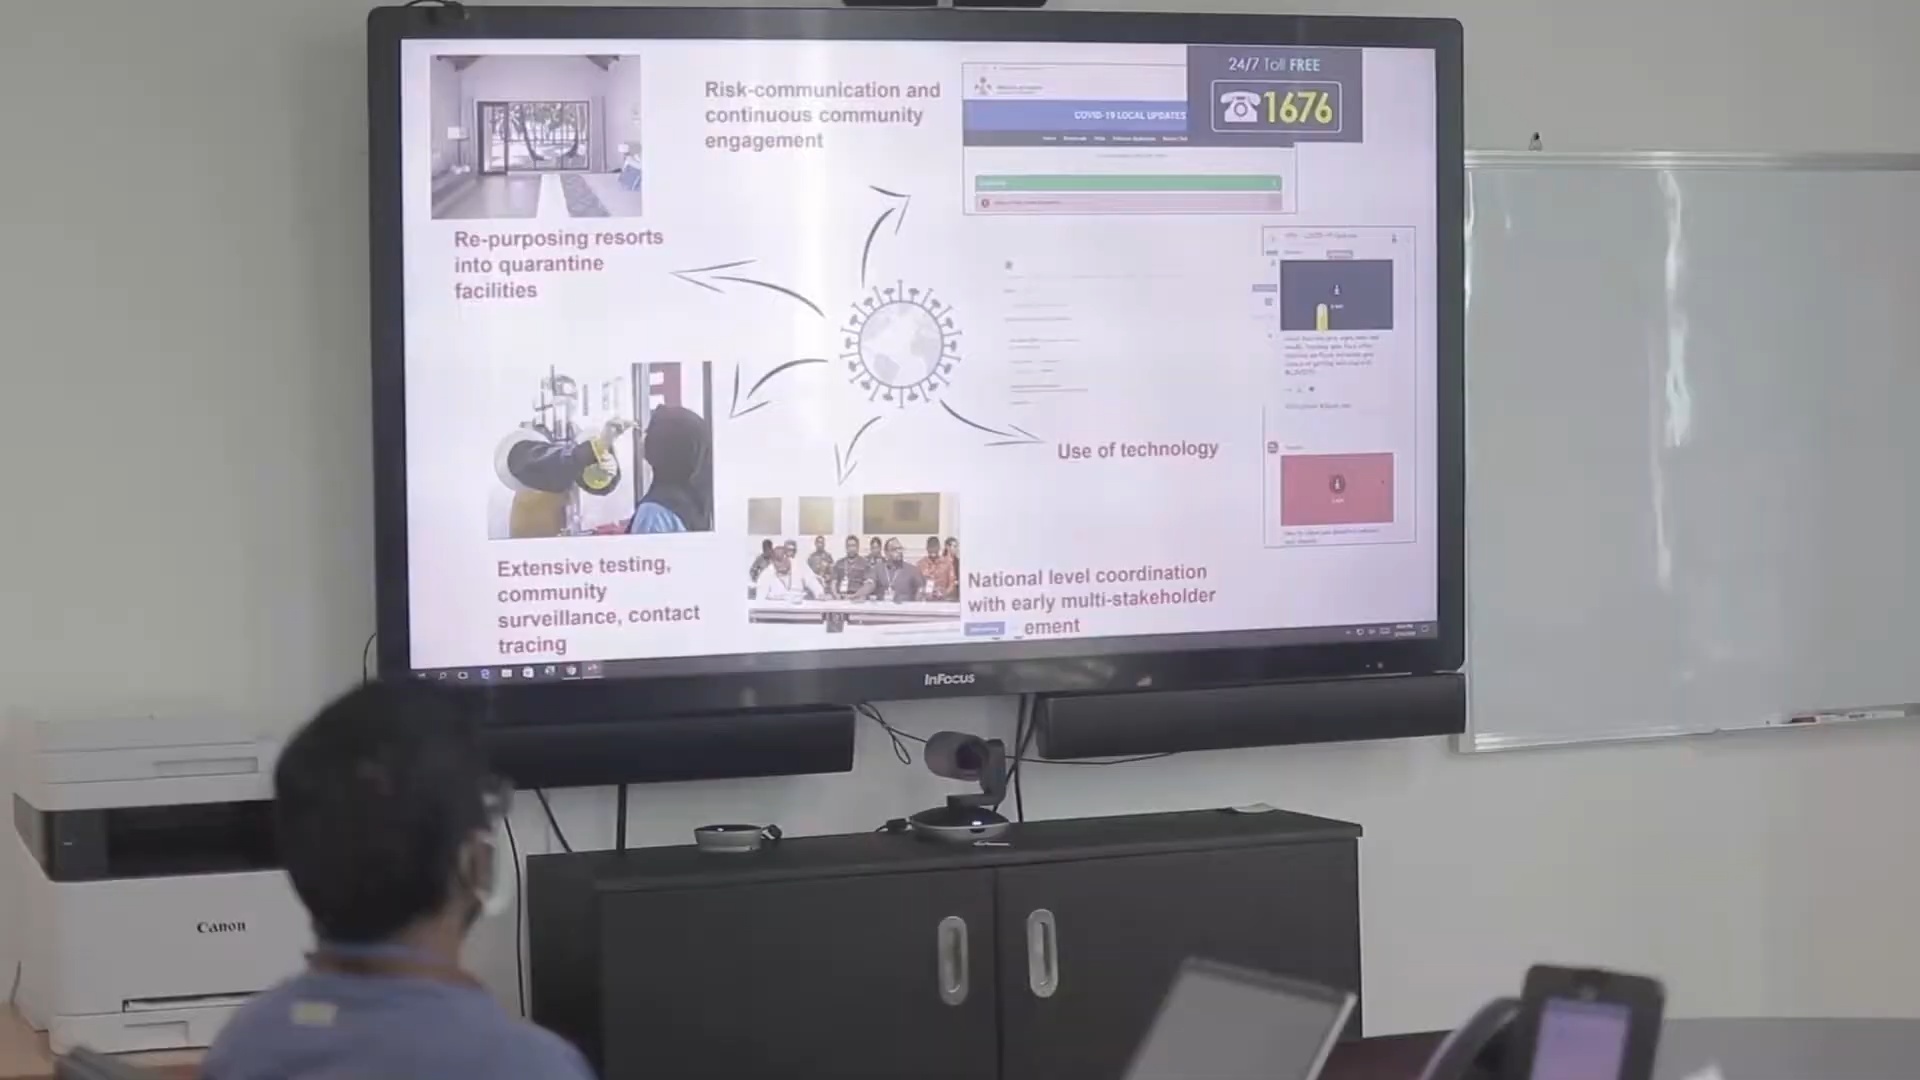 24/7 Toll FREE
1676
Risk-communication and
continuous community
engagement
COVID-19 LOCAL UPDATES
Re-purposing resorts
into quarantine
facilities
Use of technology
Extensive testing,
community
surveillance, contact
tracing
National level coordination
with early multi-stakeholder
ement
InFocus
Canon